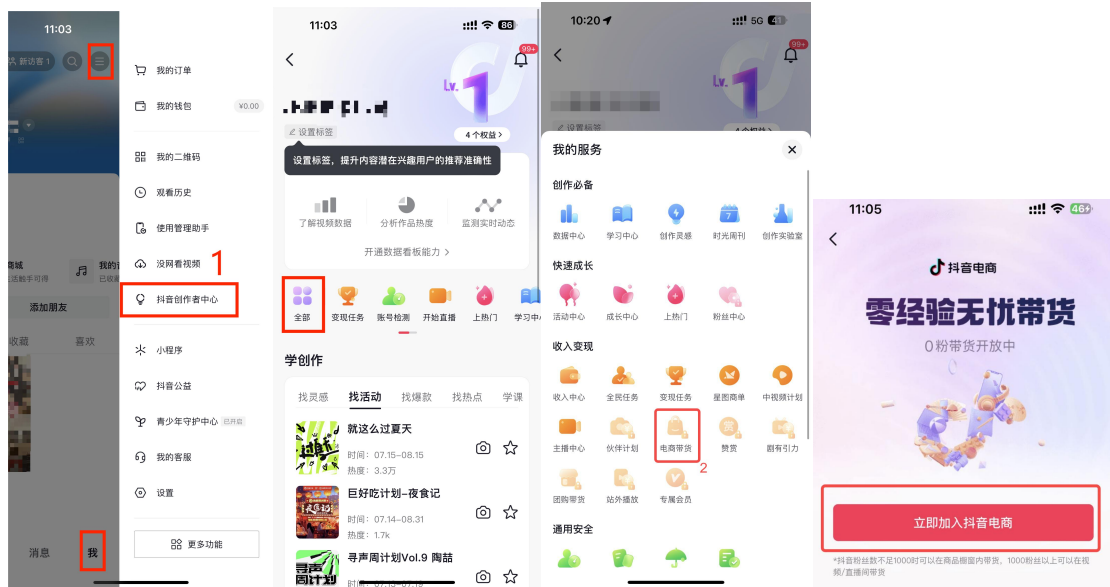 11:03
新访客 1
商城
添加朋友
收藏
喜欢
消息
我
我的订单
我的钱包
¥0.00
我的二维码
观看历史
使用管理助手
没网看视频
1
抖音创作者中心
小程序
抖音公益
青少年守护中心 已开启
我的客服
设置
更多功能
11:03
86
99+
Lv.1
设置标签
4 个权益
设置标签，提升内容潜在兴趣用户的推荐准确性
了解视频数据
分析作品热度
监测实时动态
开通数据看板能力
全部
变现任务
账号检测
开始直播
上热门
学习中
学创作
找灵感
找活动
找爆款
找热点
学课
就这么过夏天
时间：07.15-08.15
热度：3.3万
巨好吃计划-夜食记
时间：07.14-08.31
热度：1.7k
寻声周计划Vol.9 陶喆
10:20
5G
41
99+
Lv.1
我的服务
创作必备
数据中心
学习中心
创作灵感
时光周刊
创作实验室
快速成长
活动中心
成长中心
上热门
粉丝中心
收入变现
收入中心
全民任务
变现任务
星图商单
中视频计划
主播中心
伙伴计划
电商带货
赞赏
剧有引力
2
团购带货
站外播放
专属会员
通用安全
11:05
46
抖音电商
零经验无忧带货
0粉带货开放中
立即加入抖音电商
*抖音粉丝数不足1000时可以在商品橱窗内带货，1000粉丝以上可以在视
频/直播间带货